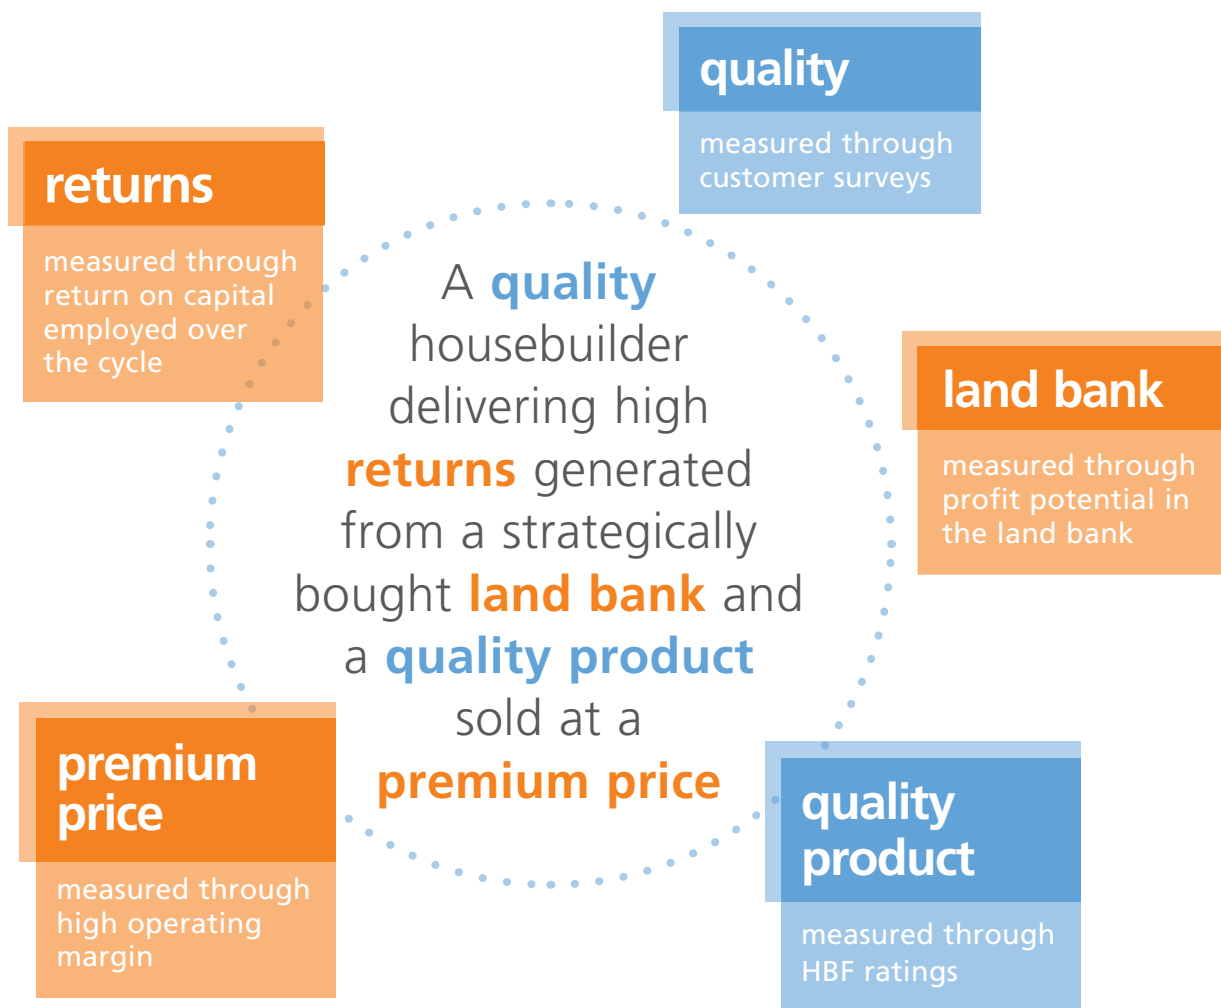 quality
measured through
customer surveys
returns
measured through
return on capital
employed over
the cycle
A quality
housebuilder
delivering high
returns generated
from a strategically
bought land bank and
a quality product
sold at a
premium price
land bank
measured through
profit potential in
the land bank
premium
price
measured through
high operating
margin
quality
product
measured through
HBF ratings